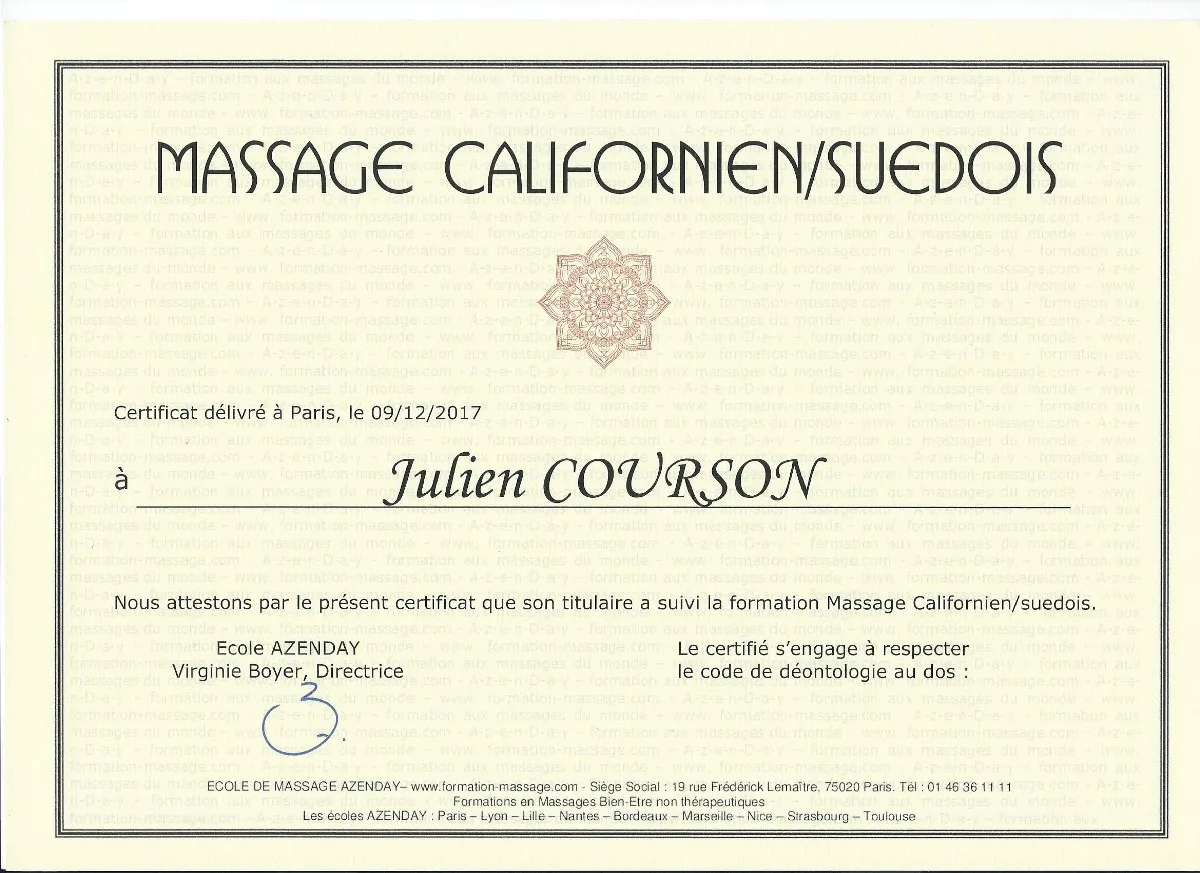 MASSAGE CALIFORNIEN/SUEDOIS
Certificat délivré à Paris, le 09/12/2017
à Julien COURSON
Nous attestons par le présent certificat que son titulaire a suivi la formation Massage Californien/suedois.
Ecole AZENDAY
Virginie Boyer, Directrice
Le certifié s’engage à respecter
le code de déontologie au dos :
ECOLE DE MASSAGE AZENDAY– www.formation-massage.com - Siège Social : 19 rue Frédérick Lemaître, 75020 Paris. Tél : 01 46 36 11 11
Formations en Massages Bien-Etre non thérapeutiques
Les écoles AZENDAY : Paris – Lyon – Lille – Nantes – Bordeaux – Marseille – Nice – Strasbourg – Toulouse